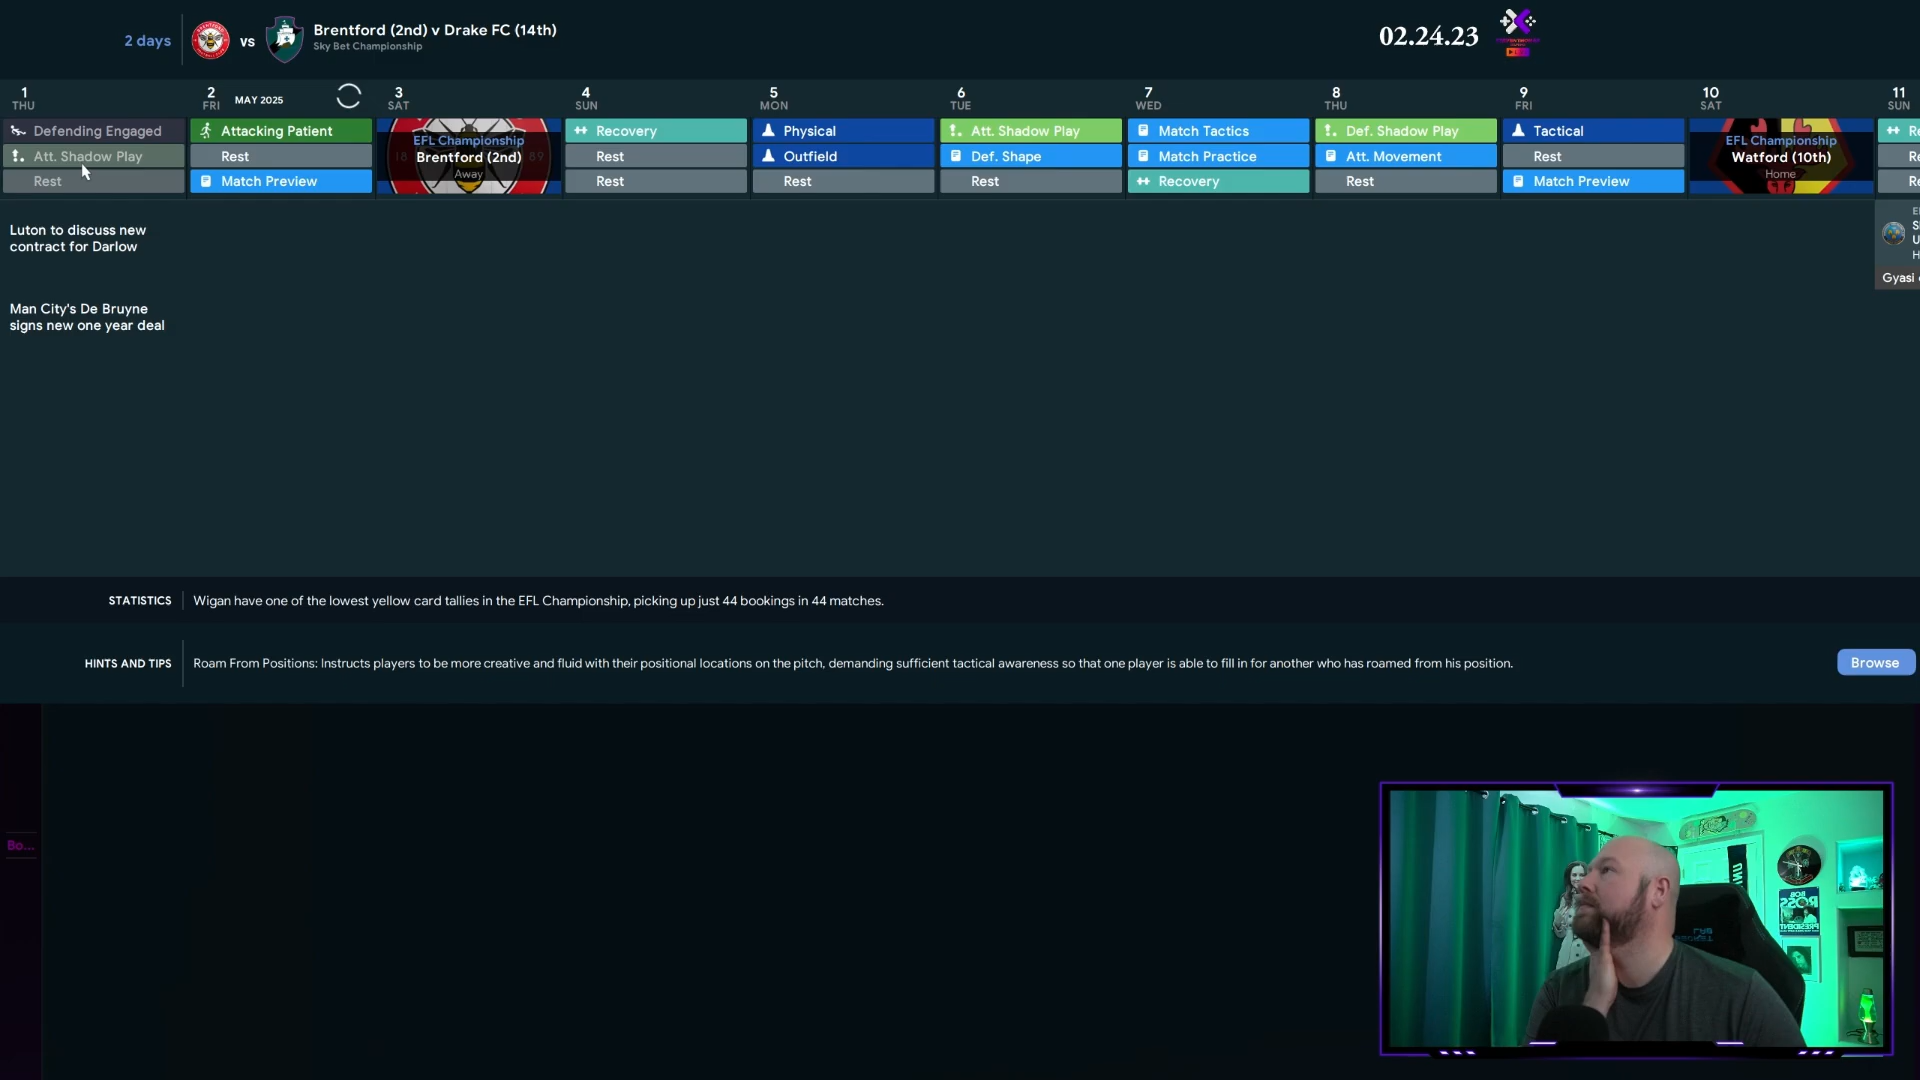 2 days
vs
Brentford (2nd) v Drake FC (14th)
Sky Bet Championship
02.24.23
1
THU
2
FRI
MAY 2025
3
SAT
4
SUN
5
MON
6
TUE
7
WED
8
THU
9
FRI
10
SAT
11
SUN
Defending Engaged
Att. Shadow Play
Rest
Attacking Patient
Rest
Match Preview
EFL Championship
Brentford (2nd)
Away
Recovery
Rest
Rest
Physical
Outfield
Rest
Att. Shadow Play
Def. Shape
Rest
Match Tactics
Match Practice
Recovery
Def. Shadow Play
Att. Movement
Rest
Tactical
Rest
Match Preview
EFL Championship
Watford (10th)
Home
Re
Re
Re
Luton to discuss new
contract for Darlow
Man City's De Bruyne
signs new one year deal
Gyasi
STATISTICS
Wigan have one of the lowest yellow card tallies in the EFL Championship, picking up just 44 bookings in 44 matches.
HINTS AND TIPS
Roam From Positions: Instructs players to be more creative and fluid with their positional locations on the pitch, demanding sufficient tactical awareness so that one player is able to fill in for another who has roamed from his position.
Browse
Bo...
BOB
ROSS
PRESIDENT